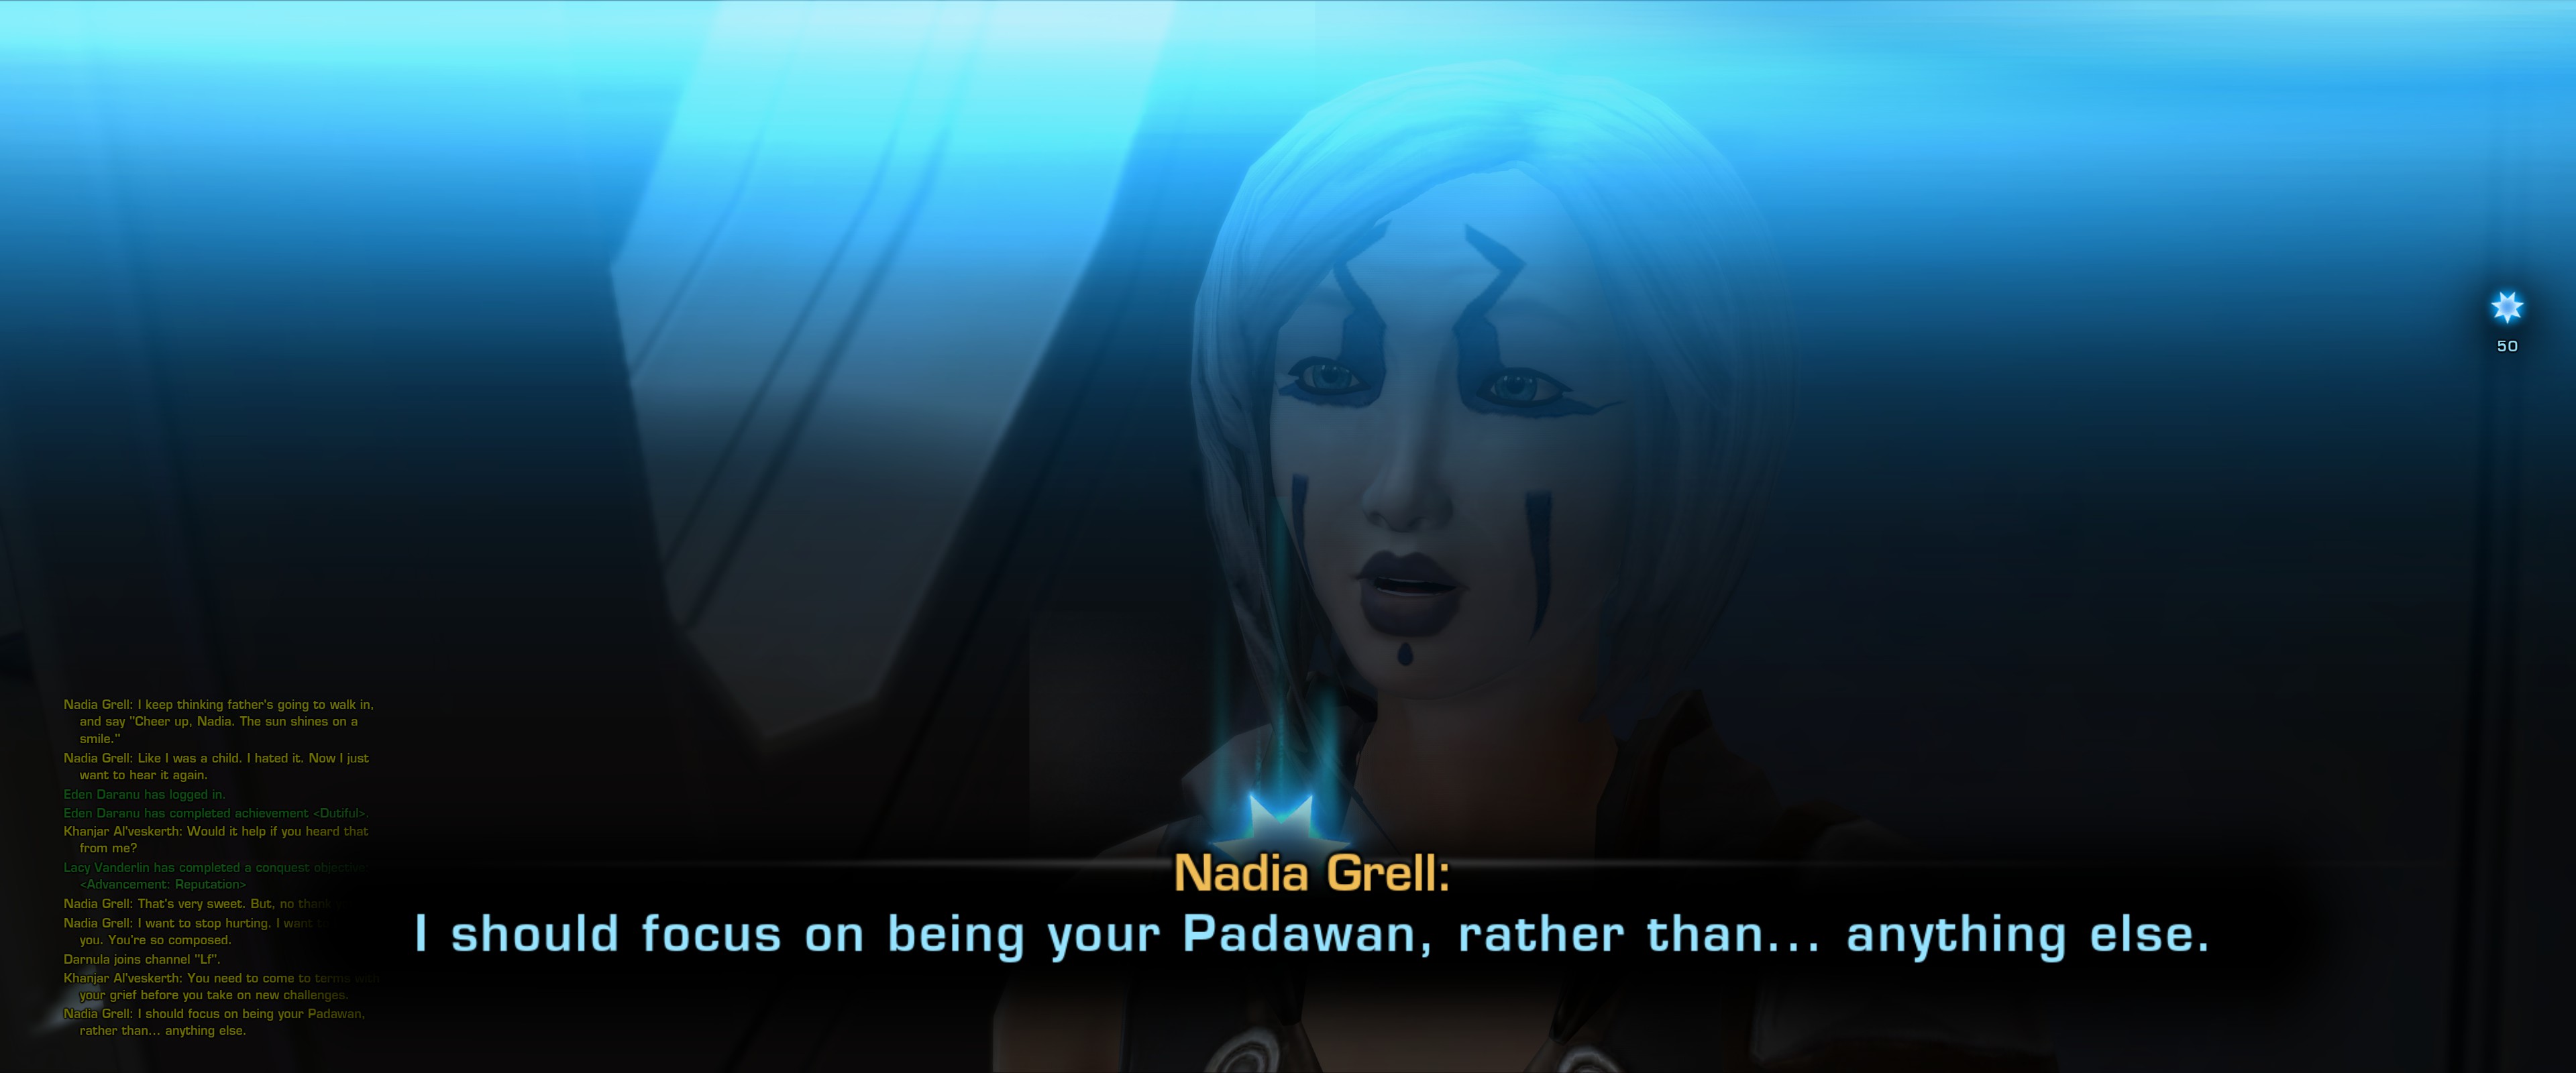 50
Nadia Grell: I keep thinking father's going to walk in,
and say "Cheer up, Nadia. The sun shines on a
smile."
Nadia Grell: Like I was a child. I hated it. Now I just
want to hear it again.
Eden Daranu has logged in.
Eden Daranu has completed achievement <Dutiful>.
Khanjar Al'veskerth: Would it help if you heard that
from me?
Lacy Vanderlin has completed a conquest objective:
<Advancement: Reputation>
Nadia Grell: That's very sweet. But, no thank
Nadia Grell: I want to stop hurting. I want
you. You're so composed.
Darnula joins channel "Lf".
Khanjar Al'veskerth: You need to come to terms with
your grief before you take on new challenges.
Nadia Grell: I should focus on being your Padawan,
rather than... anything else.
Nadia Grell:
I should focus on being your Padawan, rather than... anything else.